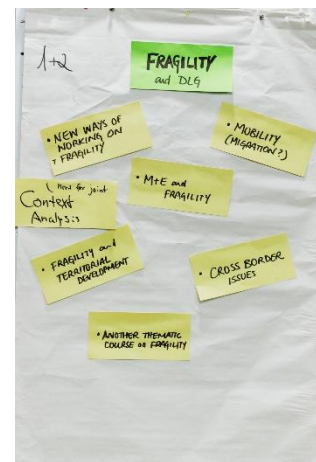 1+2
FRAGILITY
and DLG
• NEW WAYS OF
WORKING ON
FRAGILITY
• MOBILITY
(MIGRATION?)
• M+E and
FRAGILITY
( Need for joint
Context
Analysis
• FRAGILITY and
TERRITORIAL
DEVELOPMENT
• CROSS BORDER
ISSUES
• ANOTHER THEMATIC
COURSE on FRAGILITY